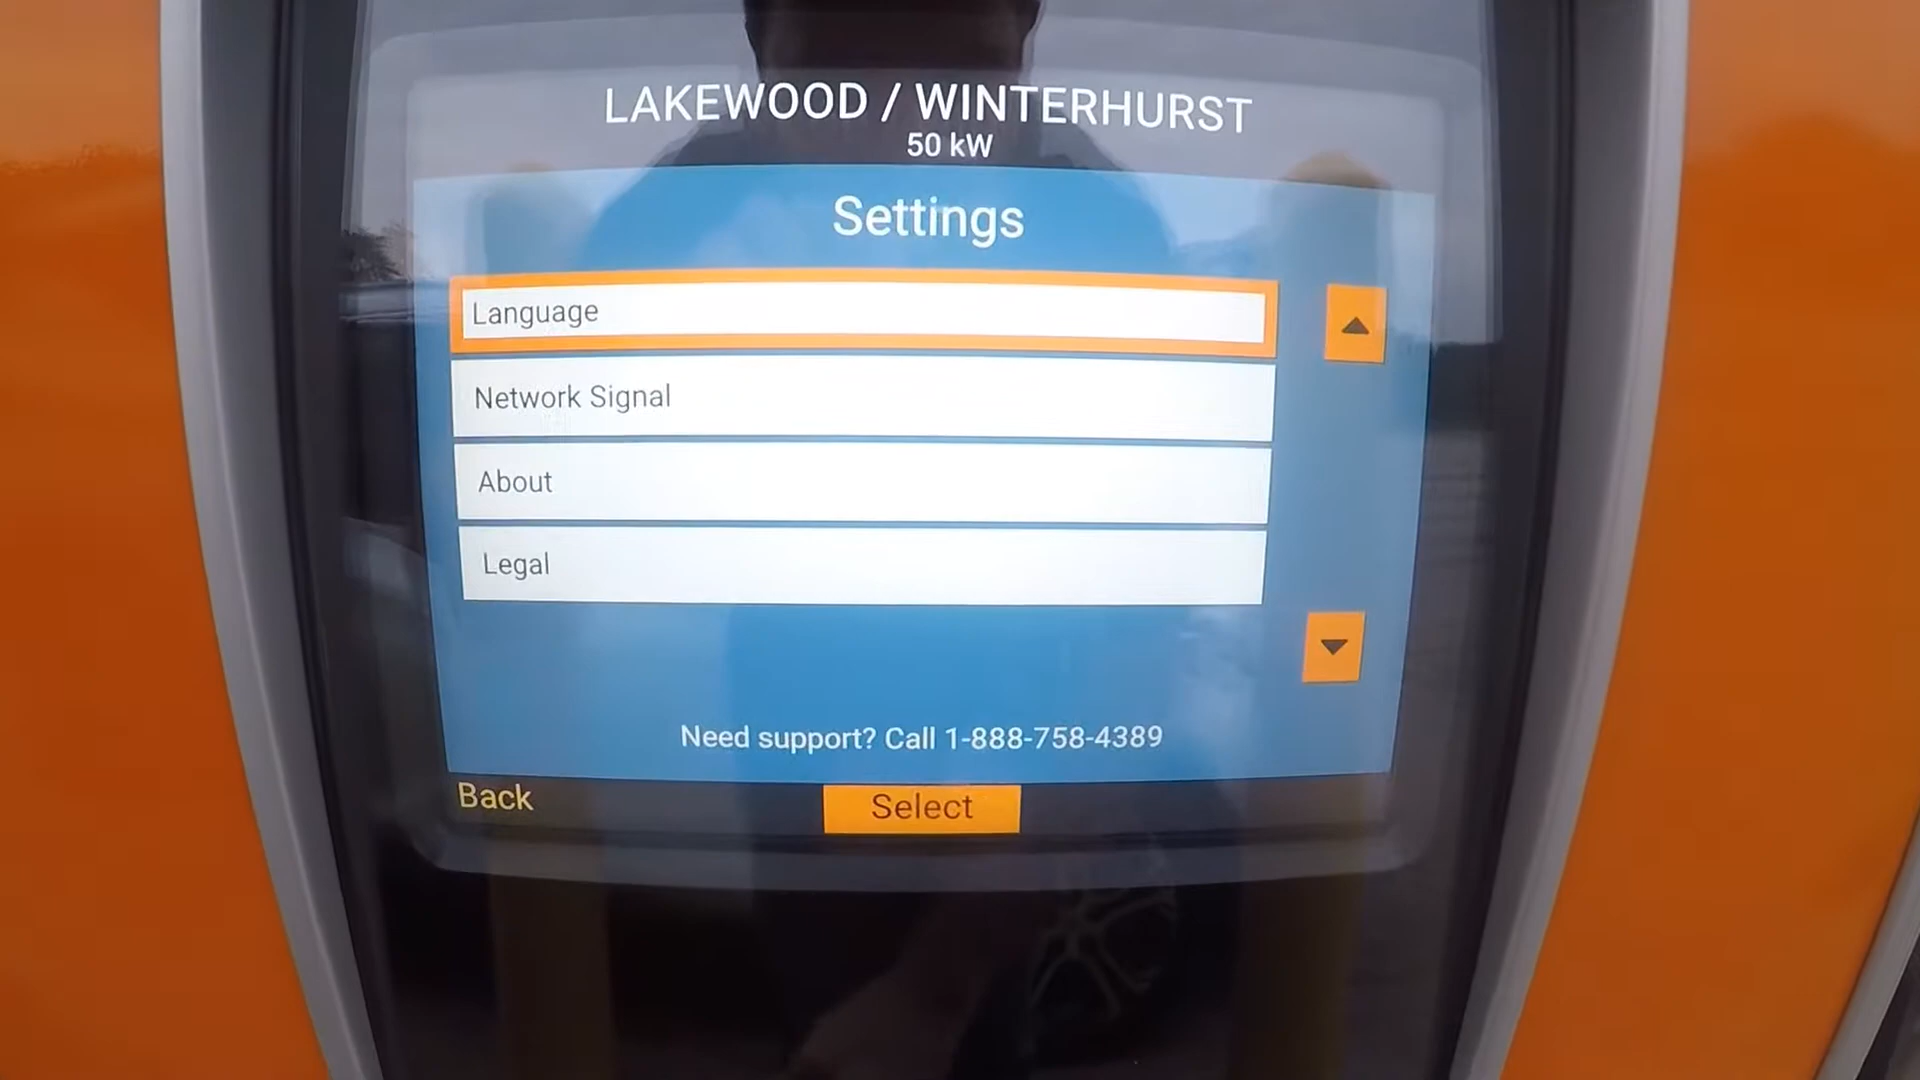 LAKEWOOD / WINTERHURST
50 kW
Settings
Language
Network Signal
About
Legal
Need support? Call 1-888-758-4389
Back
Select